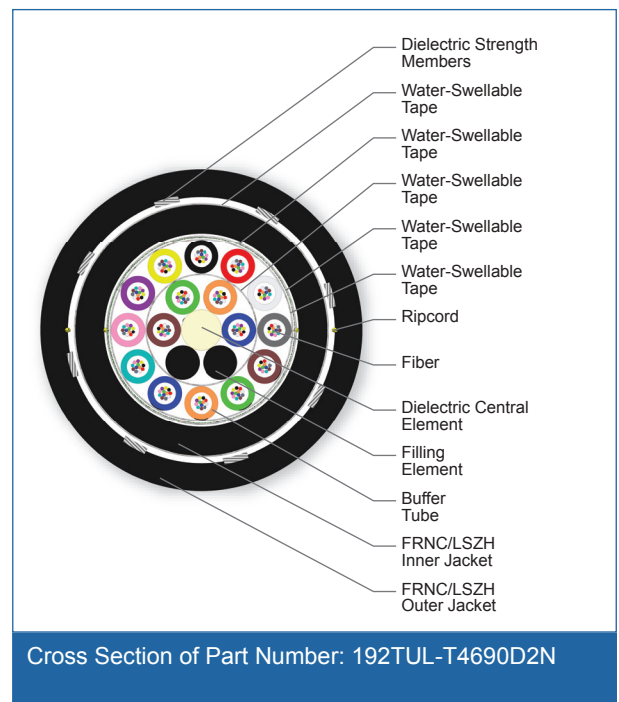 Dielectric Strength
Members
Water-Swellable
Tape
Water-Swellable
Tape
Water-Swellable
Tape
Water-Swellable
Tape
Water-Swellable
Tape
Ripcord
Fiber
Dielectric Central
Element
Filling
Element
Buffer
Tube
FRNC/LSZH
Inner Jacket
FRNC/LSZH
Outer Jacket
Cross Section of Part Number: 192TUL-T4690D2N